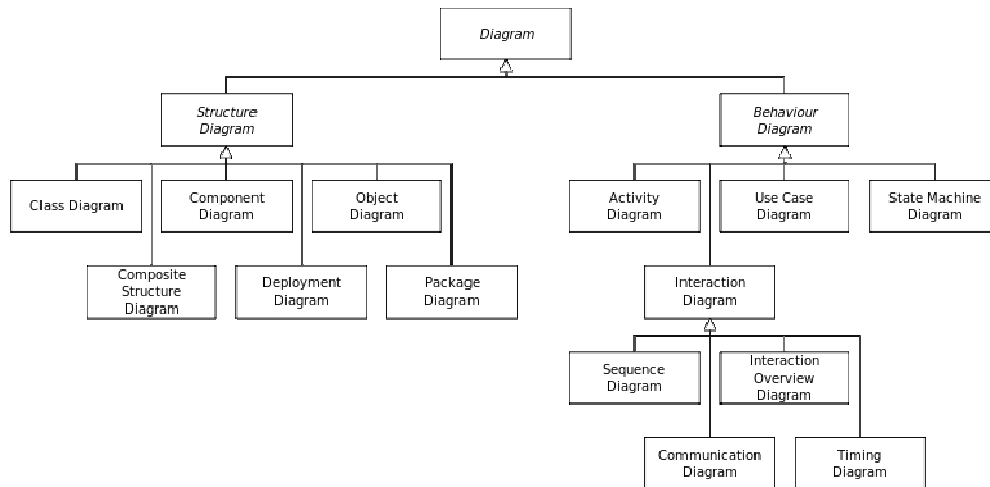 Diagram
Structure
Diagram
Behaviour
Diagram
Class Diagram
Component
Diagram
Object
Diagram
Activity
Diagram
Use Case
Diagram
State Machine
Diagram
Composite
Structure
Diagram
Deployment
Diagram
Package
Diagram
Interaction
Diagram
Sequence
Diagram
Interaction
Overview
Diagram
Communication
Diagram
Timing
Diagram